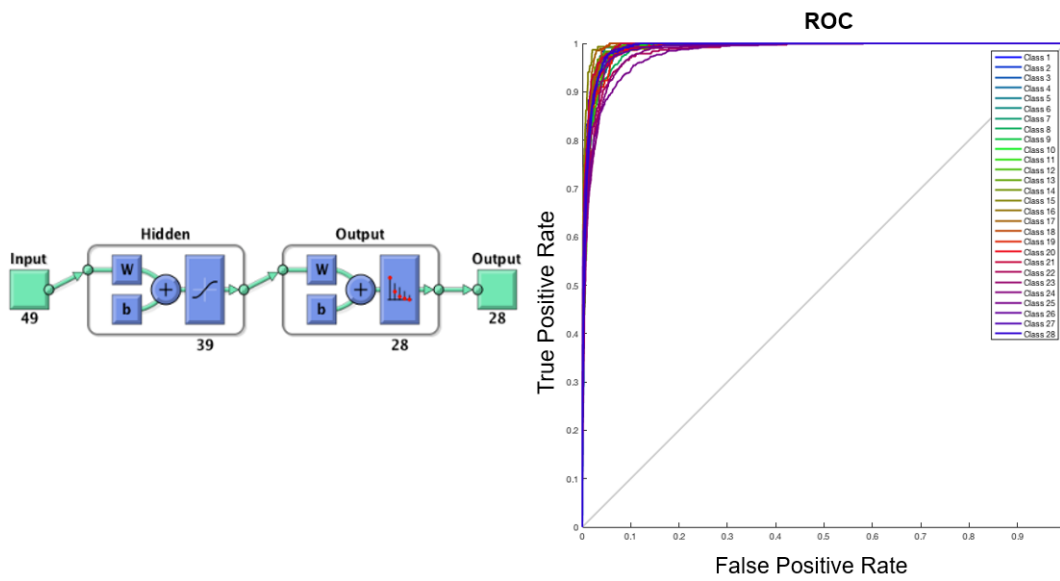 Hidden
Output
Input
Output
W
b
+
W
b
+
49
39
28
28
ROC
True Positive Rate
1
0.9
0.8
0.7
0.6
0.5
0.4
0.3
0.2
0.1
0
Class 1
Class 2
Class 3
Class 4
Class 5
Class 6
Class 7
Class 8
Class 9
Class 10
Class 11
Class 12
Class 13
Class 14
Class 15
Class 16
Class 17
Class 18
Class 19
Class 20
Class 21
Class 22
Class 23
Class 24
Class 25
Class 26
Class 27
Class 28
0 0.1 0.2 0.3 0.4 0.5 0.6 0.7 0.8 0.9
False Positive Rate